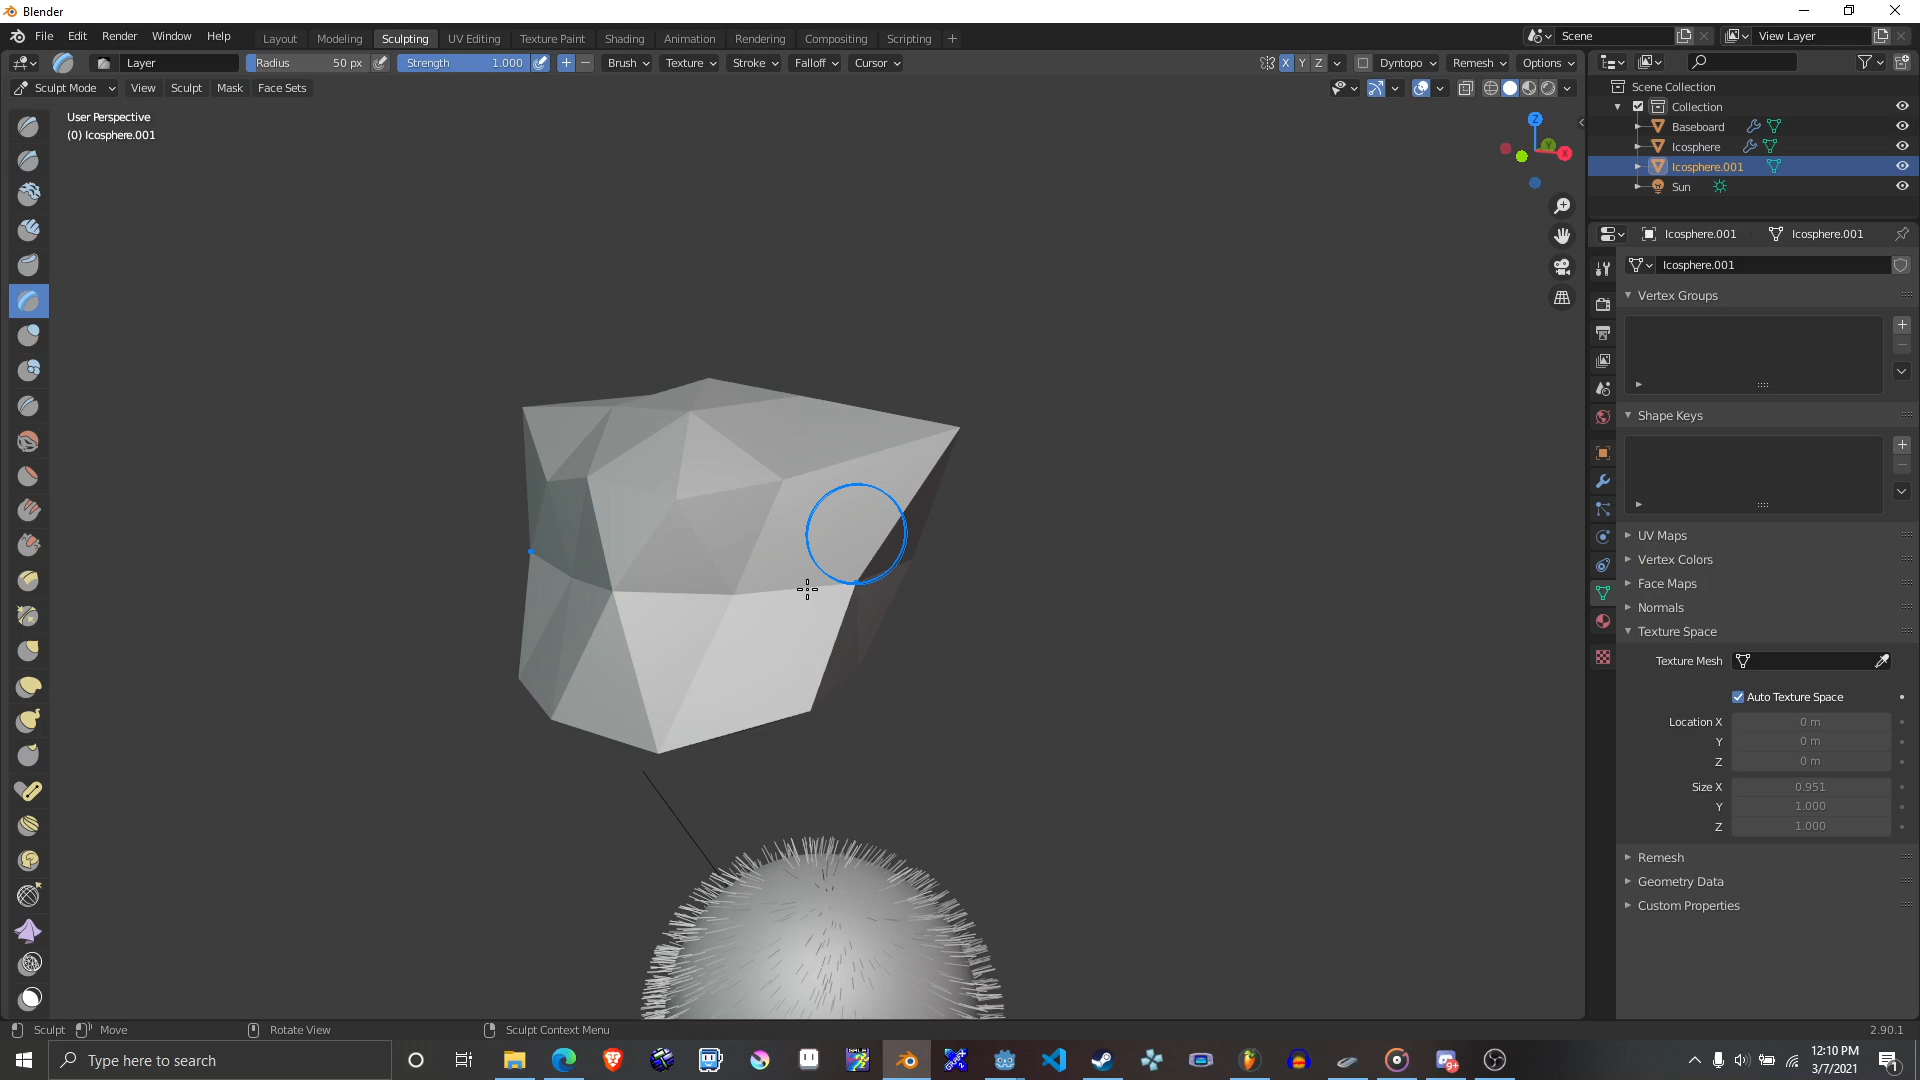 Blender
File Edit Render Window Help
Layout Modeling Sculpting UV Editing Texture Paint Shading Animation Rendering Compositing Scripting +
Scene
View Layer
Layer
Radius 50 px
Strength 1.000
Brush Texture Stroke Falloff Cursor
X Y Z
Dyntopo Remesh Options
Sculpt Mode View Sculpt Mask Face Sets
User Perspective
(0) Icosphere.001
Z
Y
X
Scene Collection
Collection
Baseboard
Icosphere
Icosphere.001
Sun
Icosphere.001 Icosphere.001
Icosphere.001
Vertex Groups
Shape Keys
UV Maps
Vertex Colors
Face Maps
Normals
Texture Space
Texture Mesh
Auto Texture Space
Location X 0 m
Y 0 m
Z 0 m
Size X 0.951
Y 1.000
Z 1.000
Remesh
Geometry Data
Custom Properties
Sculpt Move Rotate View Sculpt Context Menu 2.90.1
Type here to search
12:10 PM
3/7/2021